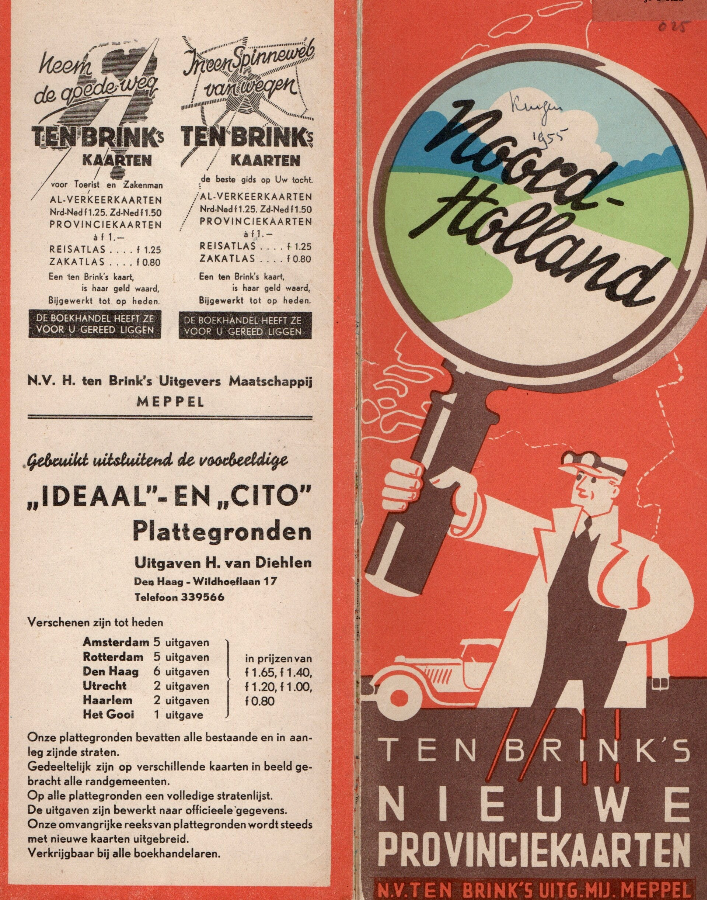 Neem
de goede weg
TEN BRINK's
KAARTEN
voor Toerist en Zakenman
AL-VERKEERKAARTEN
Nrd-Ned f1.25. Zd-Ned f1.50
PROVINCIEKAARTEN
à f 1.—
REISATLAS .... f 1.25
ZAKATLAS .... f 0.80
Een ten Brink's kaart,
is haar geld waard,
Bijgewerkt tot op heden.
DE BOEKHANDEL HEEFT ZE
VOOR U GEREED LIGGEN
In een Spinneweb
van wegen
TEN BRINK's
KAARTEN
de beste gids op Uw tocht.
AL-VERKEERKAARTEN
Nrd-Ned f1.25. Zd-Ned f1.50
PROVINCIEKAARTEN
à f 1.—
REISATLAS .... f 1.25
ZAKATLAS .... f 0.80
Een ten Brink's kaart,
is haar geld waard,
Bijgewerkt tot op heden.
DE BOEKHANDEL HEEFT ZE
VOOR U GEREED LIGGEN
N.V. H. ten Brink's Uitgevers Maatschappij
MEPPEL
Gebruikt uitsluitend de voorbeeldige
„IDEAAL”- EN „CITO”
Plattegronden
Uitgaven H. van Diehlen
Den Haag - Wildhoeflaan 17
Telefoon 339566
Verschenen zijn tot heden
Amsterdam 5 uitgaven
Rotterdam 5 uitgaven
Den Haag 6 uitgaven
Utrecht 2 uitgaven
Haarlem 2 uitgaven
Het Gooi 1 uitgave
in prijzen van
f 1.65, f 1.40,
f 1.20, f 1.00,
f 0.80
Onze plattegronden bevatten alle bestaande en in aan-
leg zijnde straten.
Gedeeltelijk zijn op verschillende kaarten in beeld ge-
bracht alle randgemeenten.
Op alle plattegronden een volledige stratenlijst.
De uitgaven zijn bewerkt naar officieele gegevens.
Onze omvangrijke reeks van plattegronden wordt steeds
met nieuwe kaarten uitgebreid.
Verkrijgbaar bij alle boekhandelaren.
025
1955
Noord-
Holland
TEN BRINK'S
NIEUWE
PROVINCIEKAARTEN
N.V. TEN BRINK'S UITG. MIJ. MEPPEL